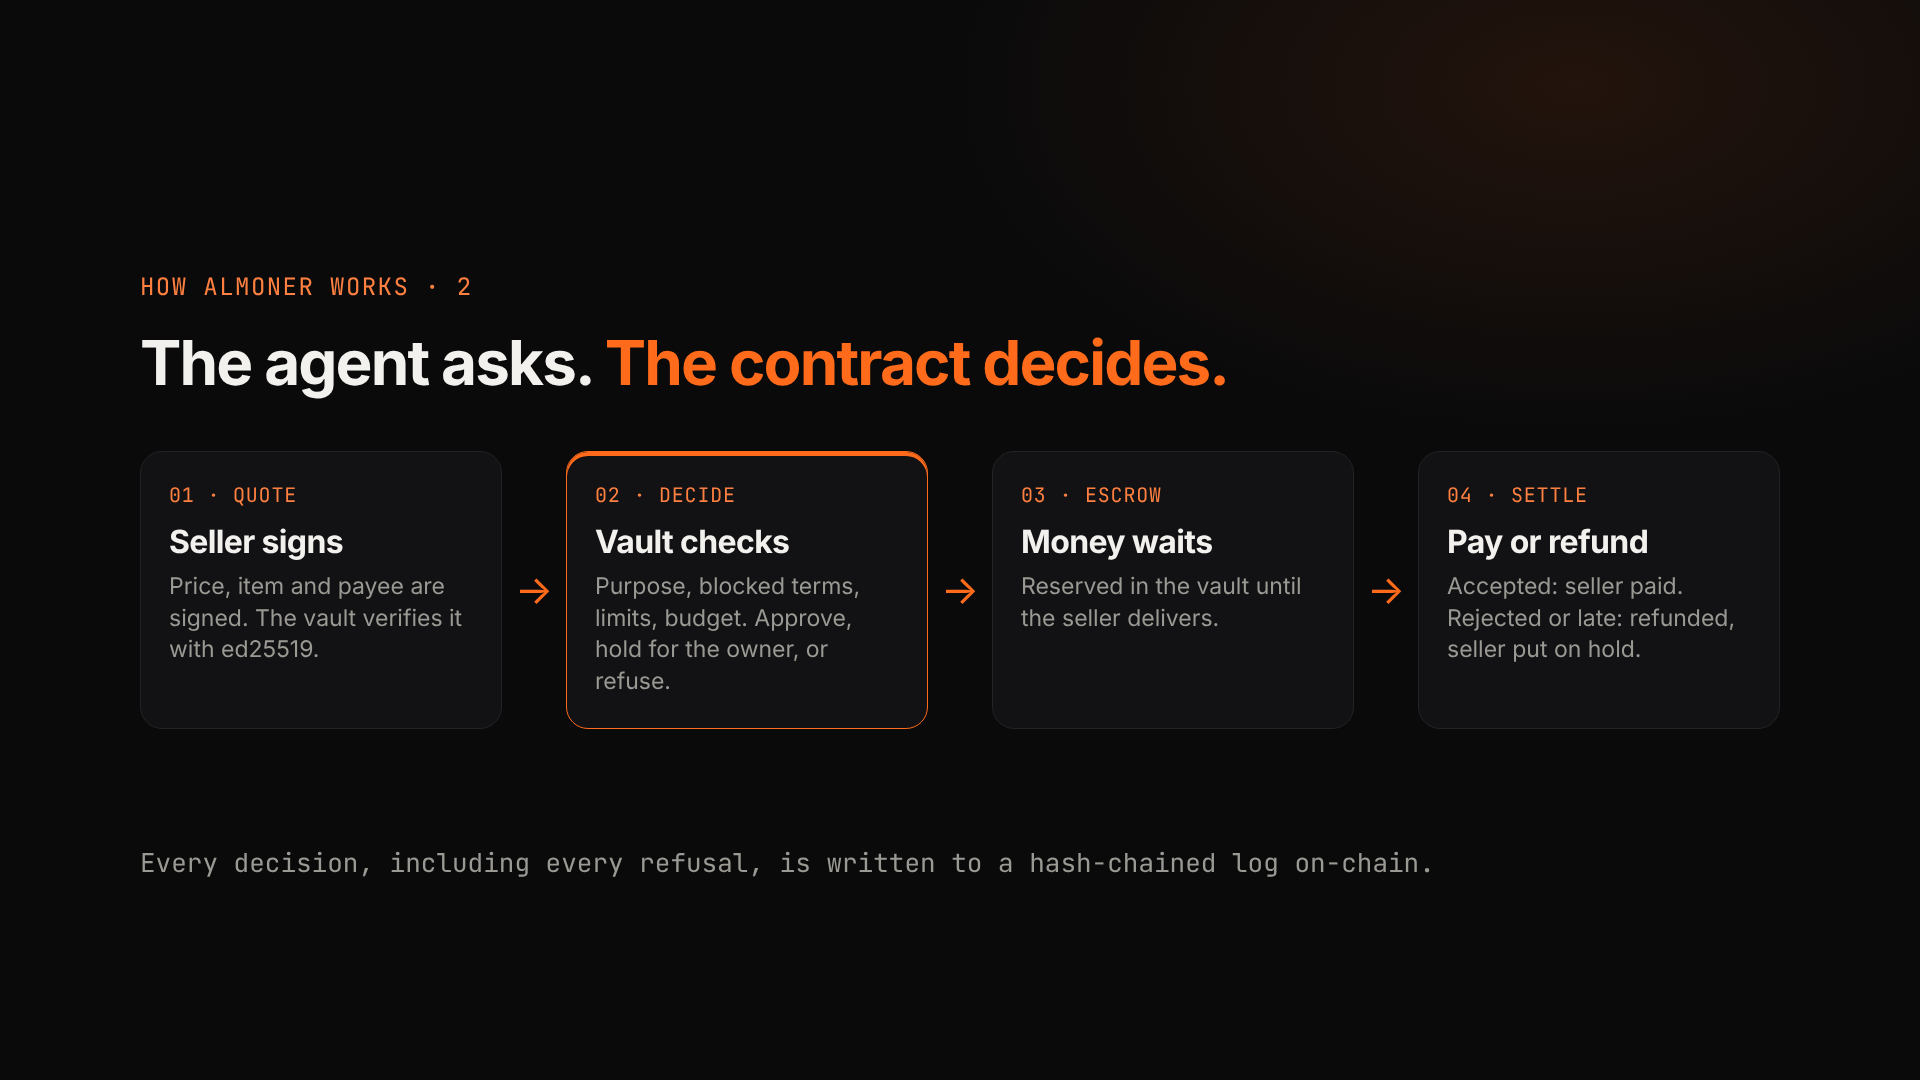 HOW ALMONER WORKS · 2
The agent asks. The contract decides.
01 · QUOTE
Seller signs
Price, item and payee are
signed. The vault verifies it
with ed25519.
→
02 · DECIDE
Vault checks
Purpose, blocked terms,
limits, budget. Approve,
hold for the owner, or
refuse.
→
03 · ESCROW
Money waits
Reserved in the vault until
the seller delivers.
→
04 · SETTLE
Pay or refund
Accepted: seller paid.
Rejected or late: refunded,
seller put on hold.
Every decision, including every refusal, is written to a hash-chained log on-chain.